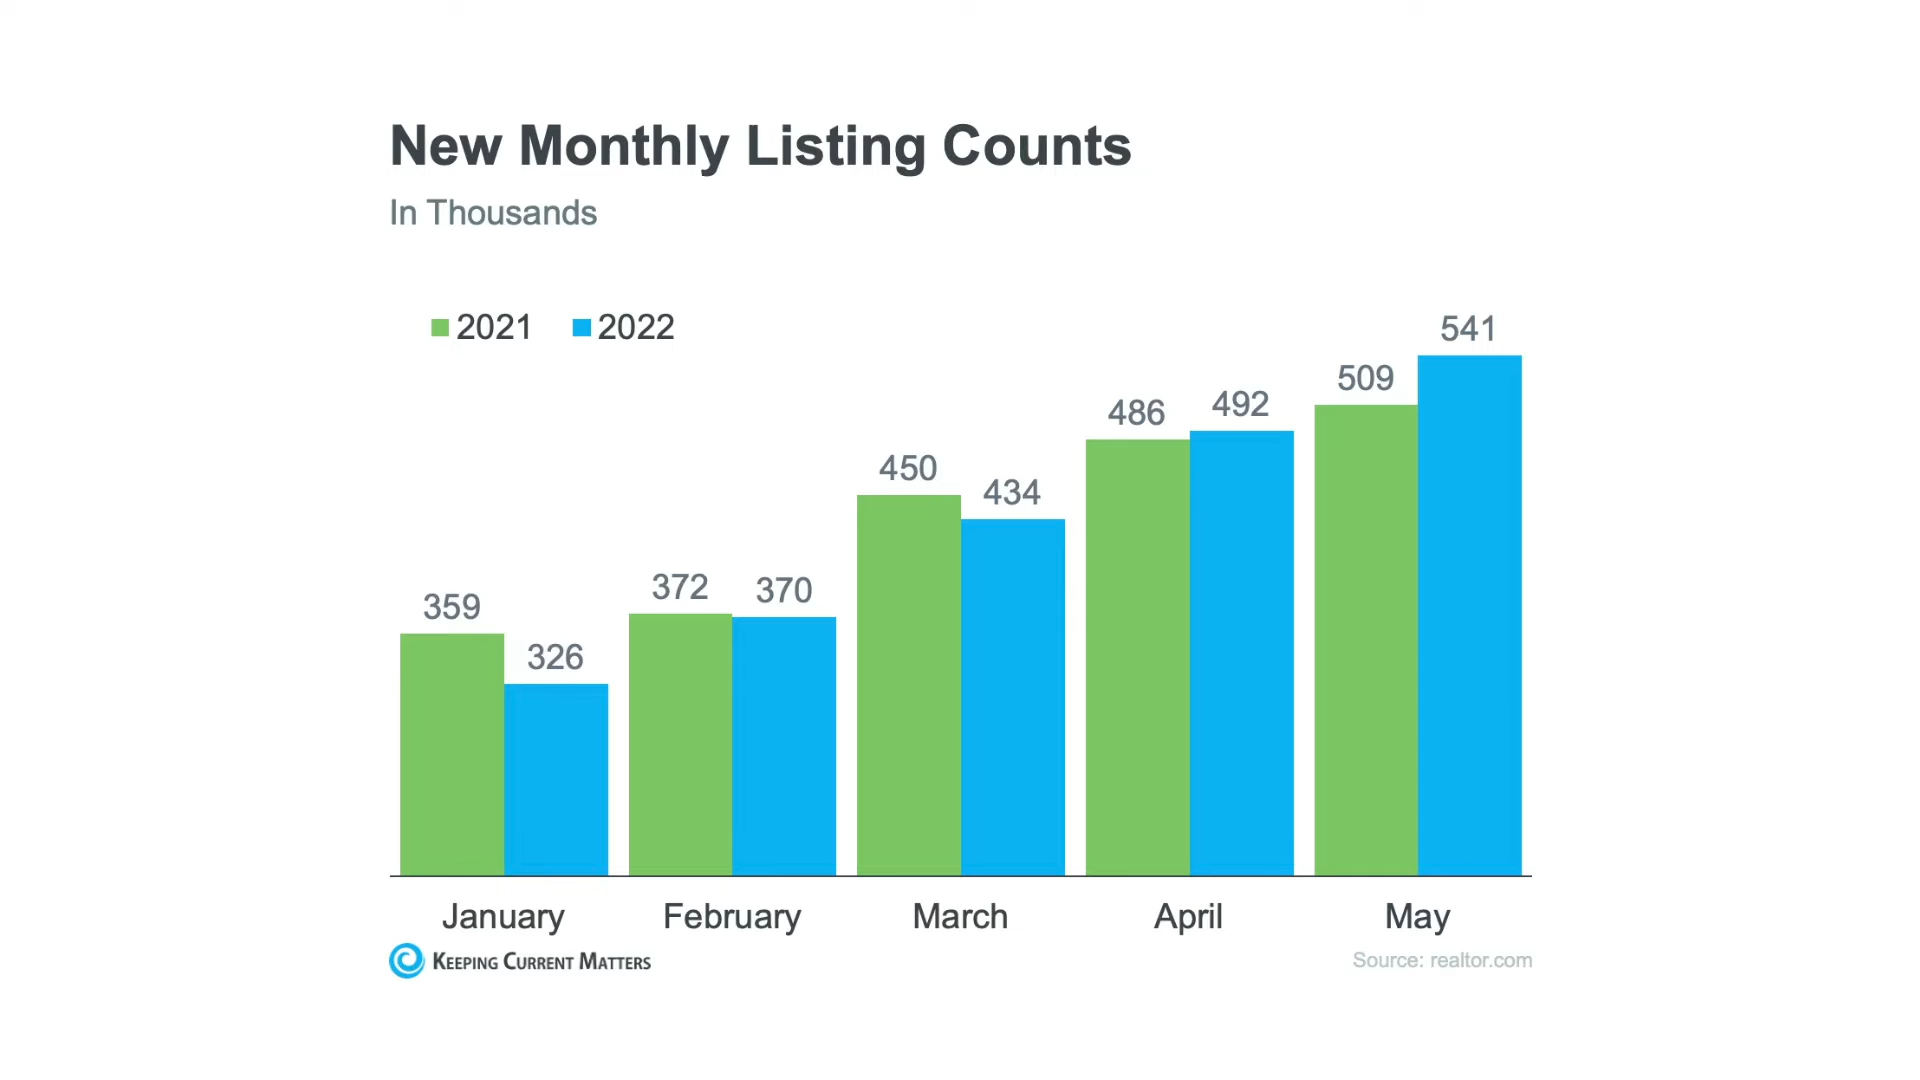 New Monthly Listing Counts
In Thousands
2021 2022
359 326 372 370 450 434 486 492 509 541
January February March April May
KEEPING CURRENT MATTERS
Source: realtor.com